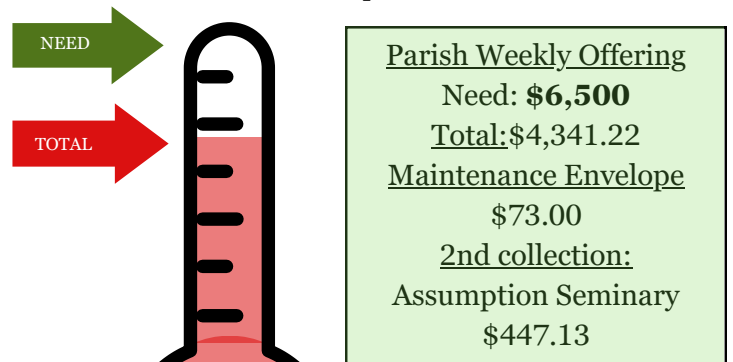 NEED
TOTAL
Parish Weekly Offering
Need: $6,500
Total:$4,341.22
Maintenance Envelope
$73.00
2nd collection:
Assumption Seminary
$447.13